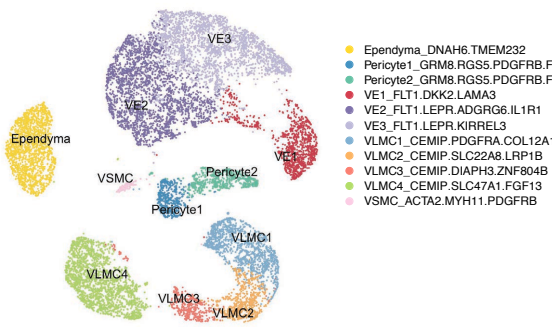 VE3
VE2
Ependyma
VE1
Pericyte2
VSMC
Pericyte1
VLMC1
VLMC4
VLMC3
VLMC2
Ependyma_DNAH6.TMEM232
Pericyte1_GRM8.RGS5.PDGFRB.F
Pericyte2_GRM8.RGS5.PDGFRB.F
VE1_FLT1.DKK2.LAMA3
VE2_FLT1.LEPR.ADGRG6.IL1R1
VE3_FLT1.LEPR.KIRREL3
VLMC1_CEMIP.PDGFRA.COL12A1
VLMC2_CEMIP.SLC22A8.LRP1B
VLMC3_CEMIP.DIAPH3.ZNF804B
VLMC4_CEMIP.SLC47A1.FGF13
VSMC_ACTA2.MYH11.PDGFRB